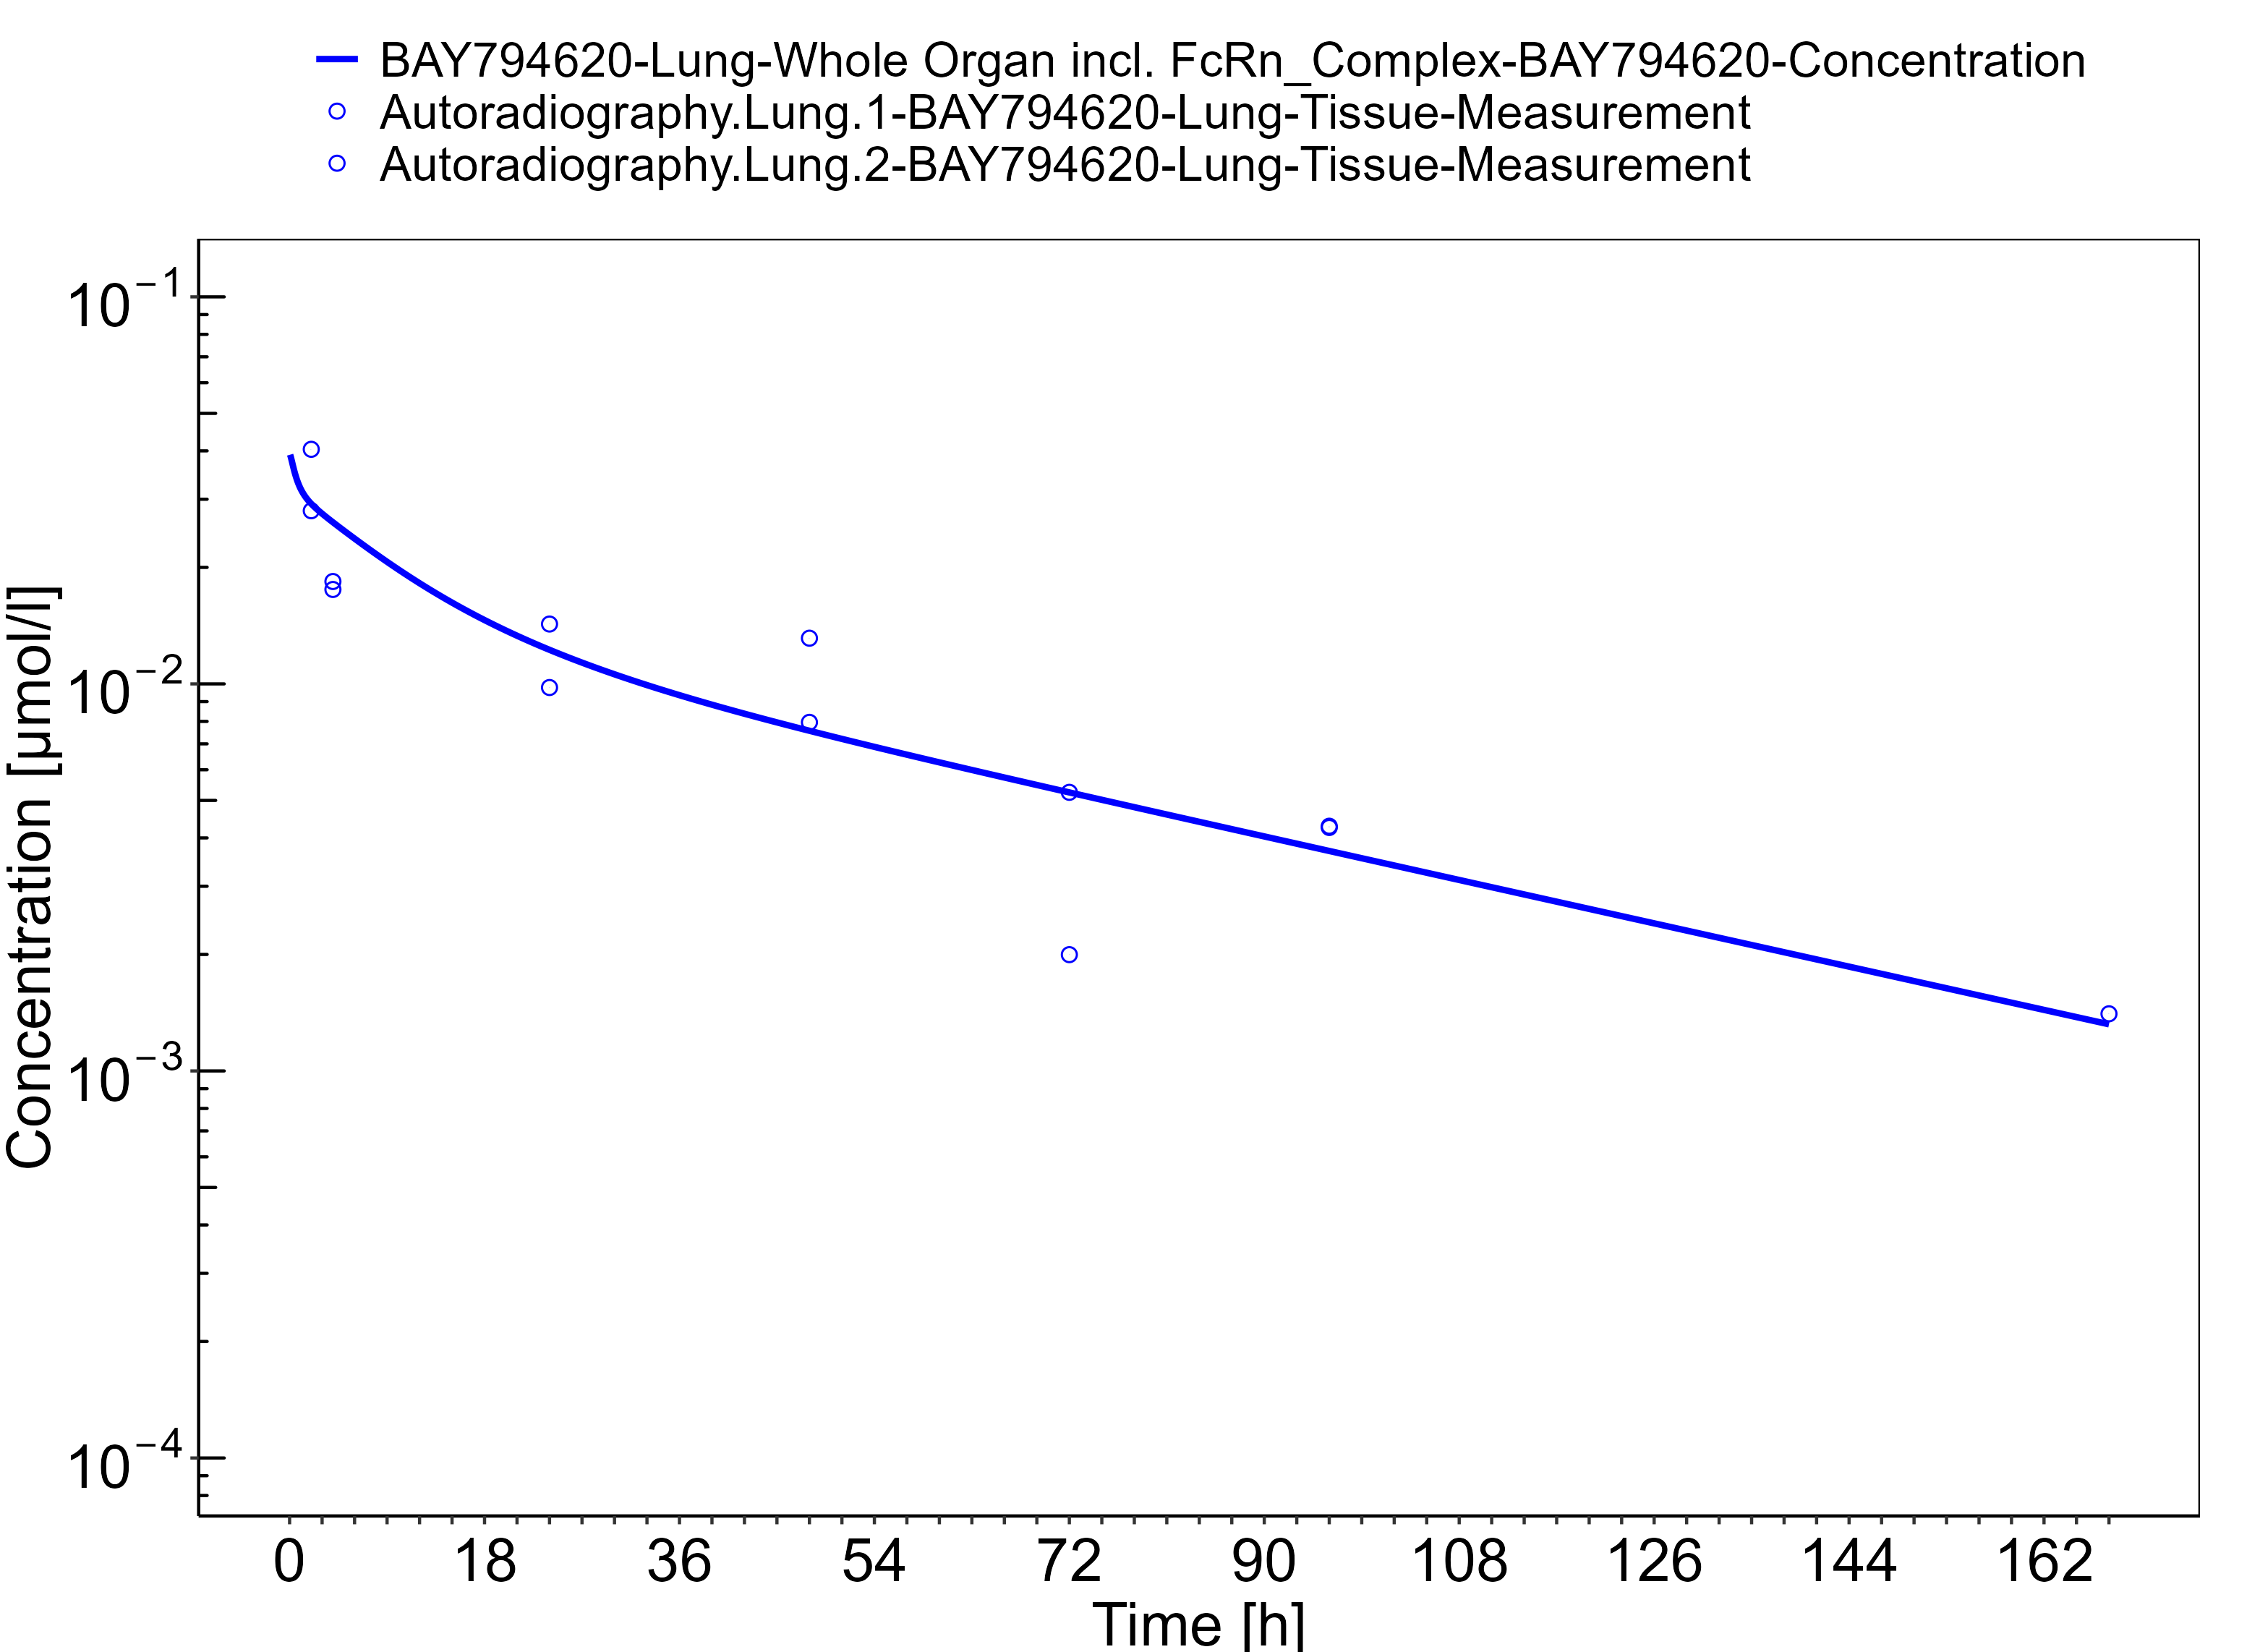 BAY794620-Lung-Whole Organ incl. FcRn_Complex-BAY794620-Concentration
Autoradiography.Lung.1-BAY794620-Lung-Tissue-Measurement
Autoradiography.Lung.2-BAY794620-Lung-Tissue-Measurement
Concentration [µmol/l]
10⁻¹
10⁻²
10⁻³
10⁻⁴
0 18 36 54 72 90 108 126 144 162
Time [h]